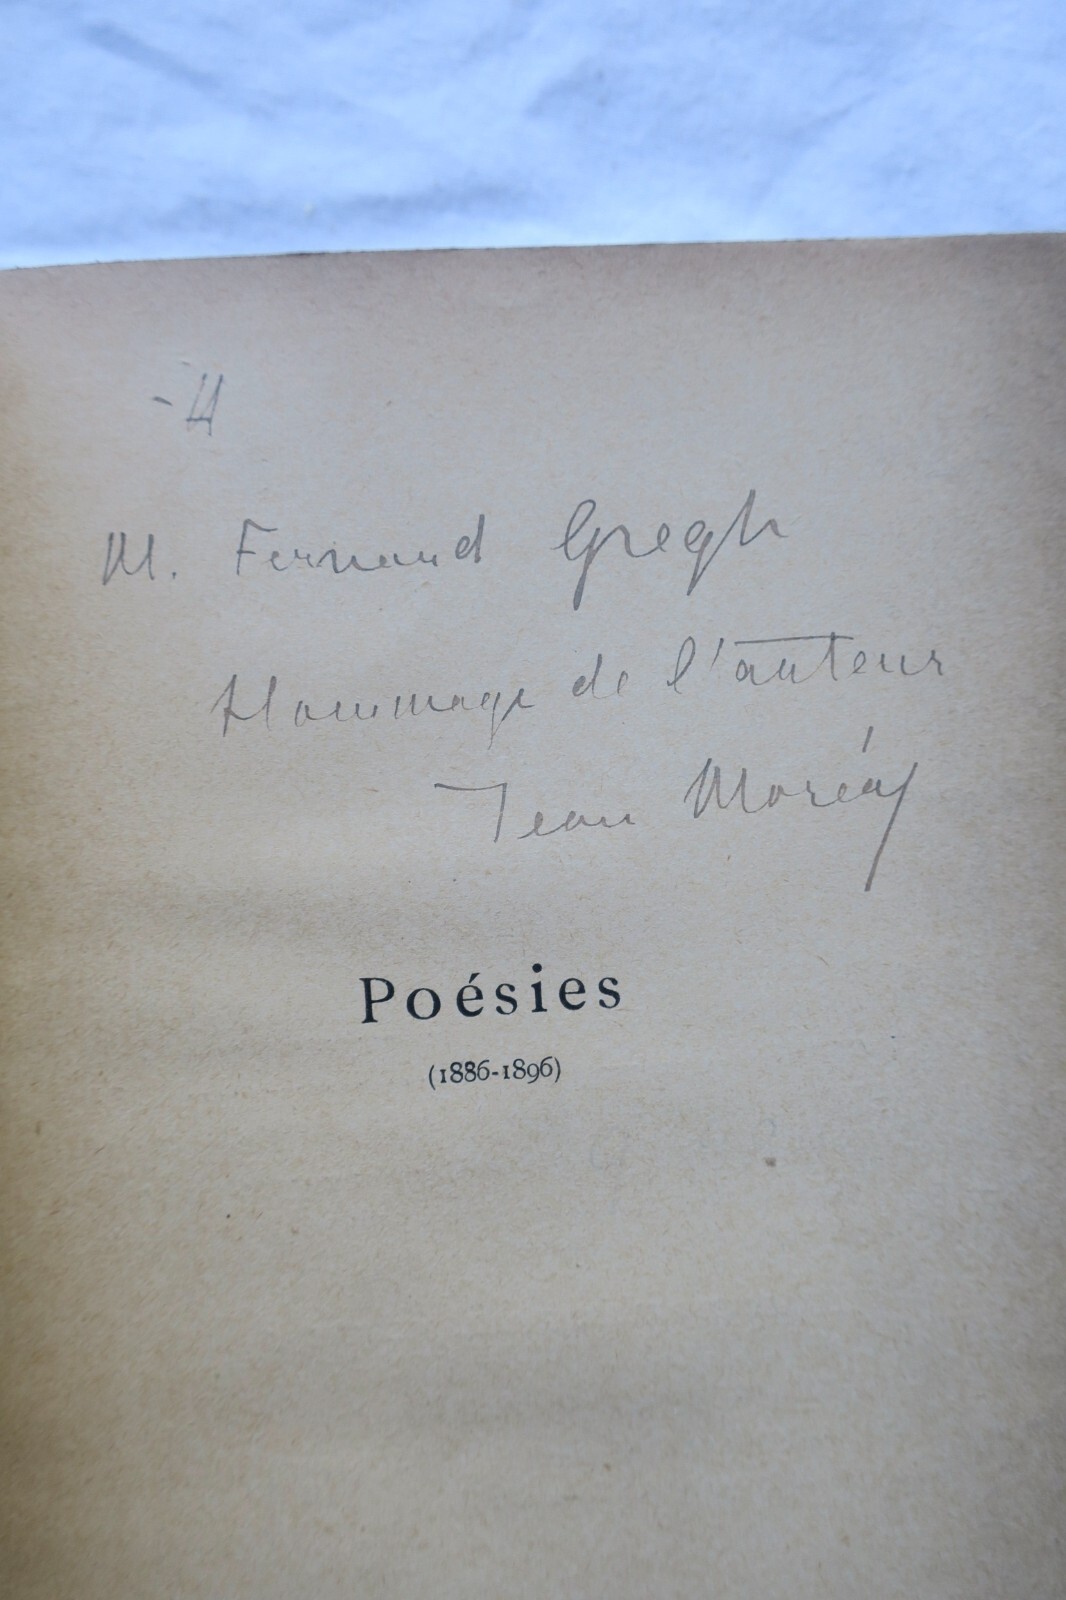 M. Fernand Gregh
Hommage de l'auteur
Jean Moréas
Poésies
(1886-1896)